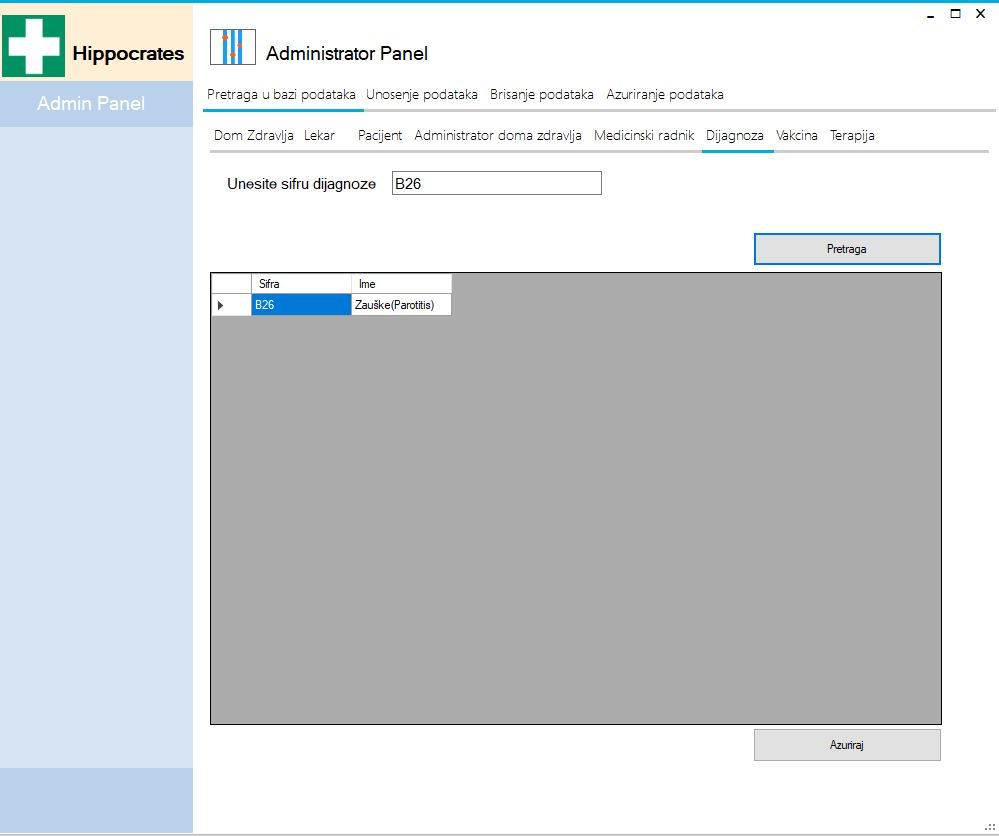 Hippocrates
Administrator Panel
Admin Panel
Pretraga u bazi podataka Unosenje podataka Brisanje podataka Azuriranje podataka
Dom Zdravlja Lekar Pacijent Administrator doma zdravlja Medicinski radnik Dijagnoza Vakcina Terapija
Unesite sifru dijagnoze B26
Pretraga
Sifra Ime
B26 Zauške(Parotitis)
Azuriraj